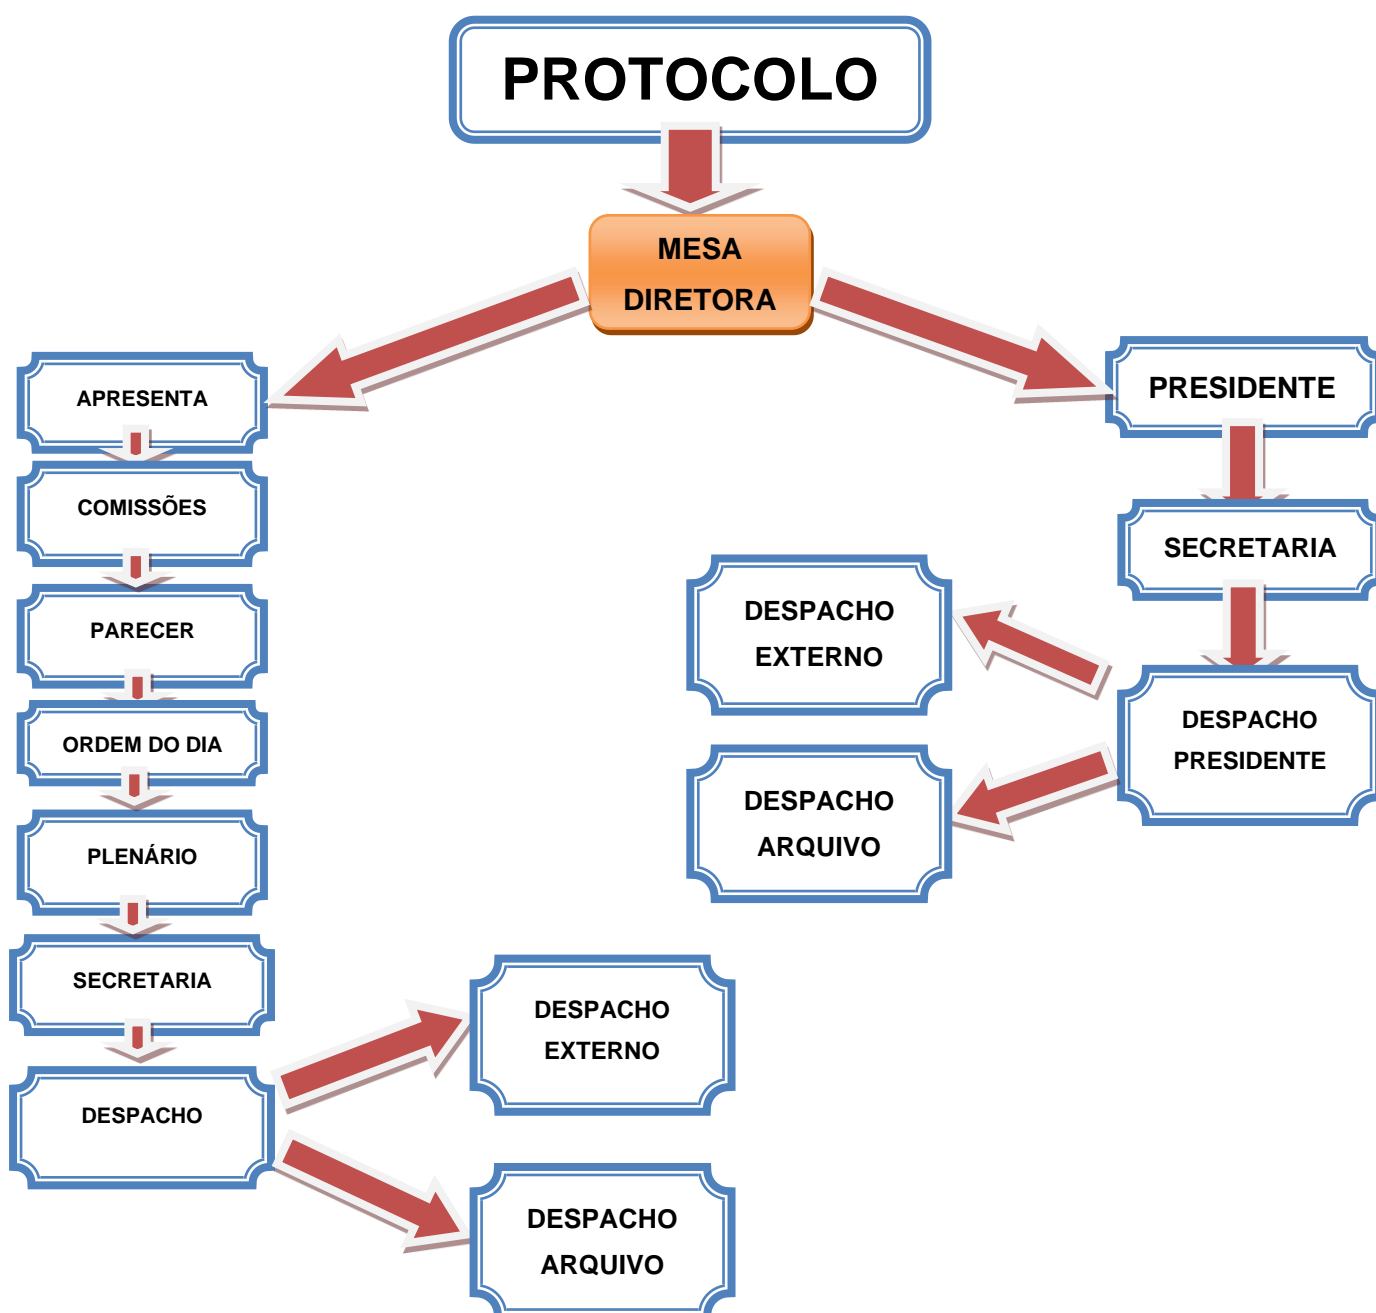 PROTOCOLO
MESA
DIRETORA
APRESENTA
COMISSÕES
PARECER
ORDEM DO DIA
PLENÁRIO
SECRETARIA
DESPACHO
DESPACHO
EXTERNO
DESPACHO
ARQUIVO
PRESIDENTE
SECRETARIA
DESPACHO
PRESIDENTE
DESPACHO
EXTERNO
DESPACHO
ARQUIVO